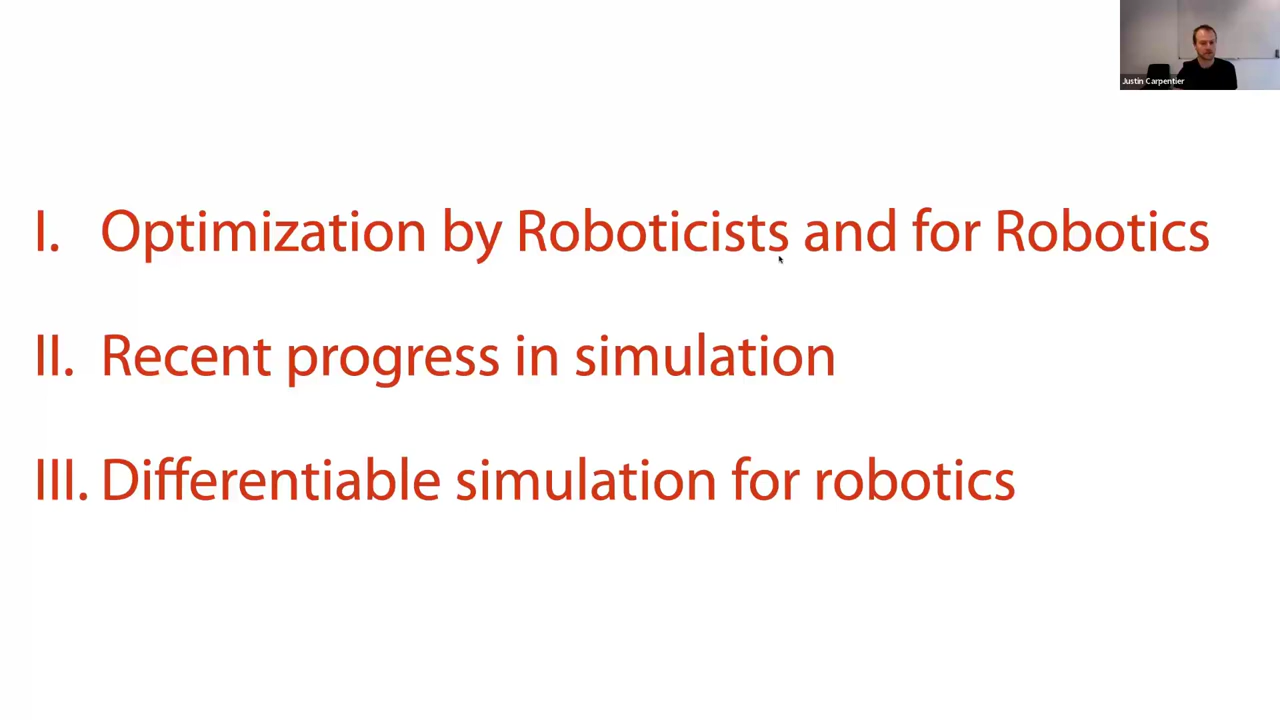 Justin Carpentier
I. Optimization by Roboticists and for Robotics
II. Recent progress in simulation
III. Differentiable simulation for robotics